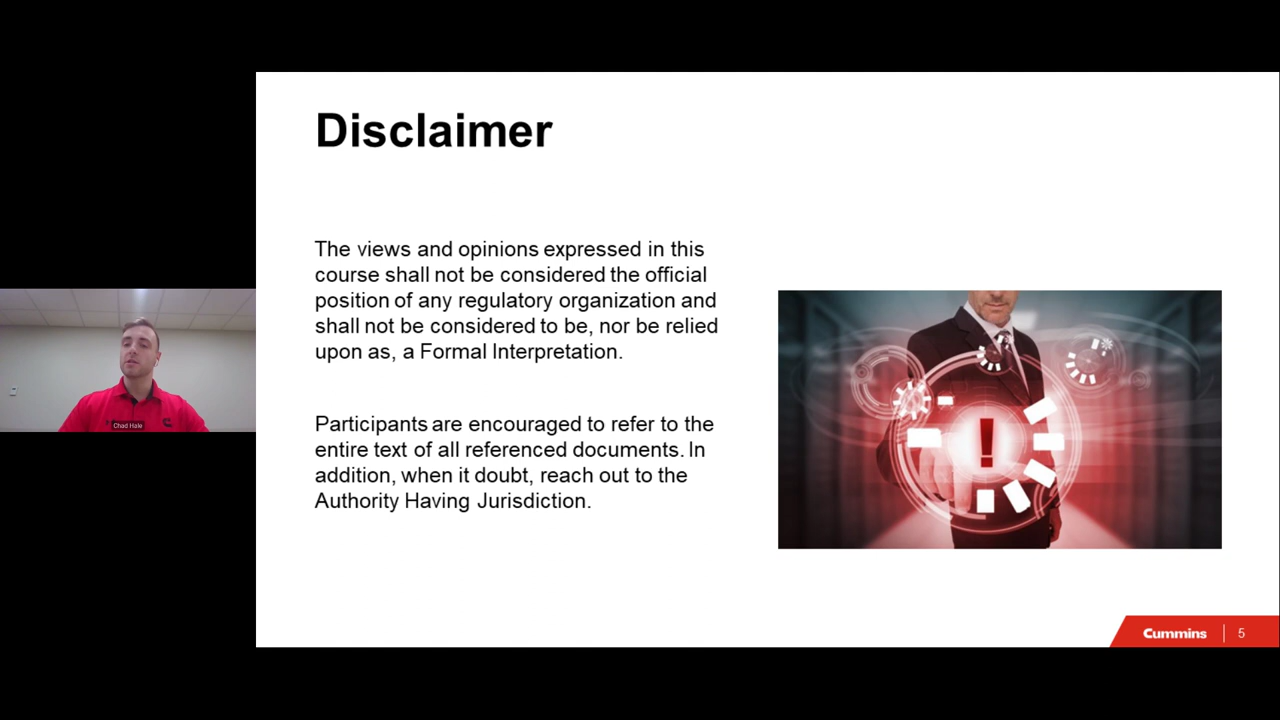 Disclaimer
The views and opinions expressed in this
course shall not be considered the official
position of any regulatory organization and
shall not be considered to be, nor be relied
upon as, a Formal Interpretation.
Participants are encouraged to refer to the
entire text of all referenced documents. In
addition, when it doubt, reach out to the
Authority Having Jurisdiction.
!
Chad Hale
Cummins
5